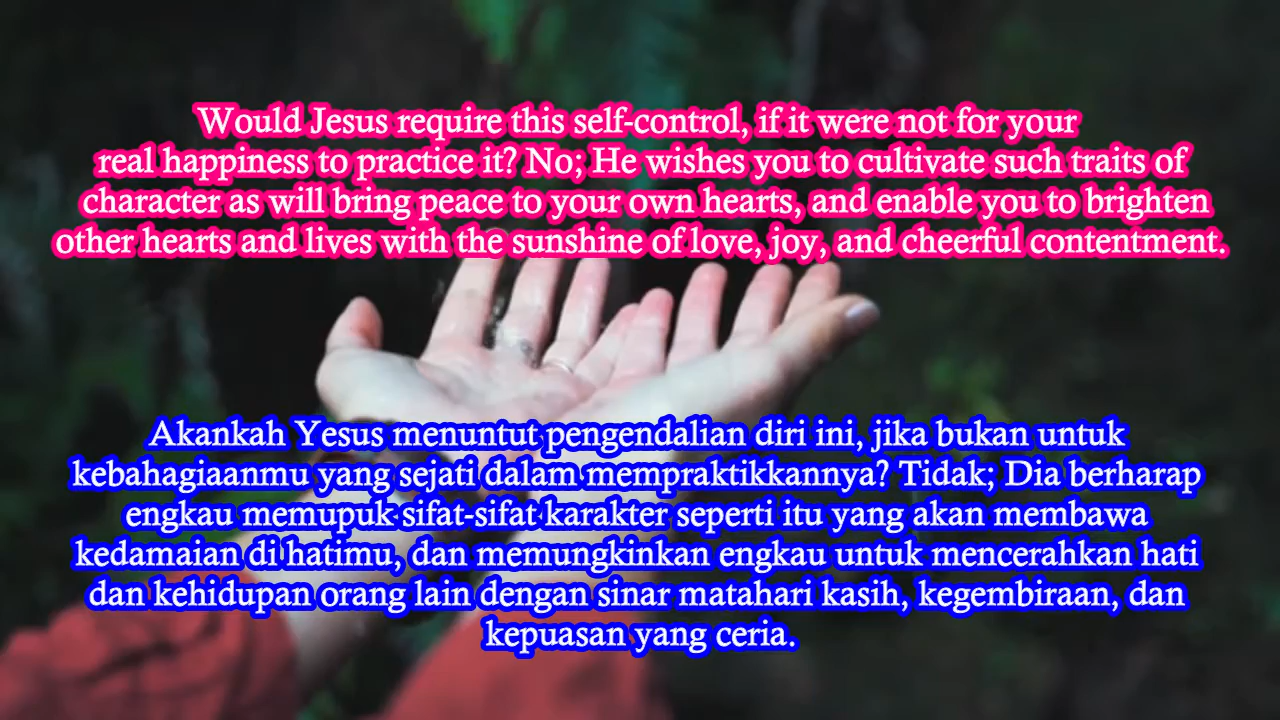 Would Jesus require this self-control, if it were not for your
real happiness to practice it? No; He wishes you to cultivate such traits of
character as will bring peace to your own hearts, and enable you to brighten
other hearts and lives with the sunshine of love, joy, and cheerful contentment.
Akankah Yesus menuntut pengendalian diri ini, jika bukan untuk
kebahagiaanmu yang sejati dalam mempraktikkannya? Tidak; Dia berharap
engkau memupuk sifat-sifat karakter seperti itu yang akan membawa
kedamaian di hatimu, dan memungkinkan engkau untuk mencerahkan hati
dan kehidupan orang lain dengan sinar matahari kasih, kegembiraan, dan
kepuasan yang ceria.